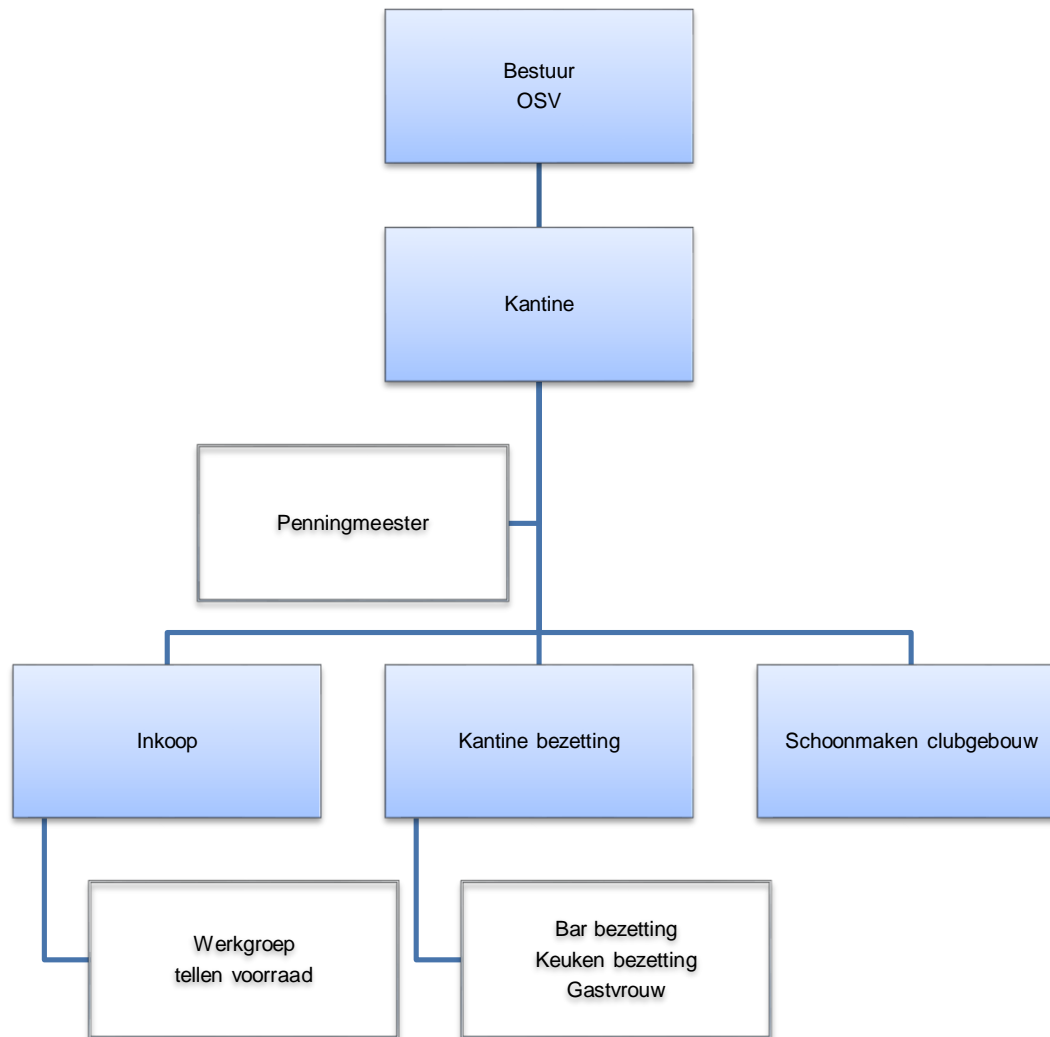 Bestuur
OSV
Kantine
Penningmeester
Inkoop
Kantine bezetting
Schoonmaken clubgebouw
Werkgroep
tellen voorraad
Bar bezetting
Keuken bezetting
Gastvrouw